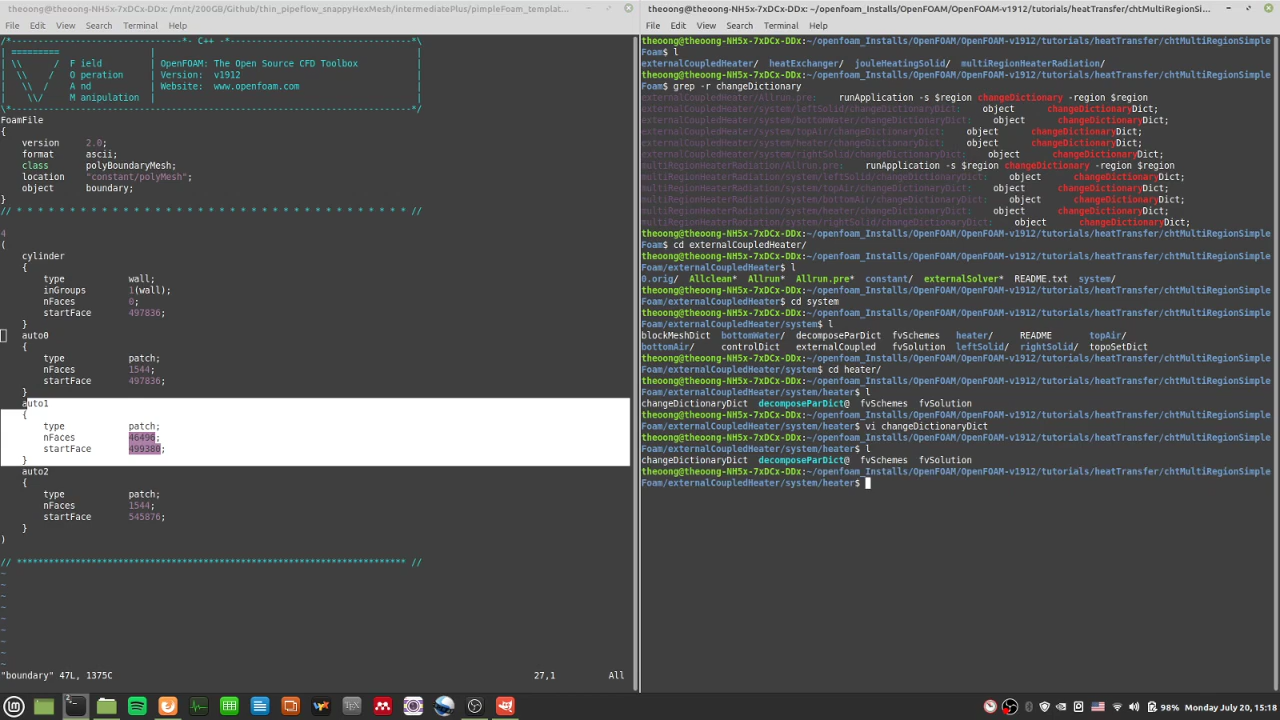 theoong@theoong-NH5x-7xDCx-DDx: /mnt/200GB/Github/thin_pipeflow_snappyHexMesh/intermediatePlus/pimpleFoam_templat...
File Edit View Search Terminal Help
/*--------------------------------*- C++ -*----------------------------------*\
| ========= | |
| \\ / F ield | OpenFOAM: The Open Source CFD Toolbox |
| \\ / O peration | Version: v1912 |
| \\ / A nd | Website: www.openfoam.com |
| \\/ M anipulation | |
\*---------------------------------------------------------------------------*/
FoamFile
{
version 2.0;
format ascii;
class polyBoundaryMesh;
location "constant/polyMesh";
object boundary;
}
// * * * * * * * * * * * * * * * * * * * * * * * * * * * * * * * * * * * * * //
4
(
cylinder
{
type wall;
inGroups 1(wall);
nFaces 0;
startFace 497836;
}
auto0
{
type patch;
nFaces 1544;
startFace 497836;
}
auto1
{
type patch;
nFaces 46496;
startFace 499380;
}
auto2
{
type patch;
nFaces 1544;
startFace 545876;
}
)
// ************************************************************************* //
~
~
~
~
~
~
~
~
~
"boundary" 47L, 1375C 27,1 All
theoong@theoong-NH5x-7xDCx-DDx: ~/openfoam_Installs/OpenFOAM/OpenFOAM-v1912/tutorials/heatTransfer/chtMultiRegionSi...
File Edit View Search Terminal Help
theoong@theoong-NH5x-7xDCx-DDx:~/openfoam_Installs/OpenFOAM/OpenFOAM-v1912/tutorials/heatTransfer/chtMultiRegionSimple
Foam$ l
externalCoupledHeater/ heatExchanger/ jouleHeatingSolid/ multiRegionHeaterRadiation/
theoong@theoong-NH5x-7xDCx-DDx:~/openfoam_Installs/OpenFOAM/OpenFOAM-v1912/tutorials/heatTransfer/chtMultiRegionSimple
Foam$ grep -r changeDictionary
externalCoupledHeater/Allrun.pre: runApplication -s $region changeDictionary -region $region
externalCoupledHeater/system/leftSolid/changeDictionaryDict: object changeDictionaryDict;
externalCoupledHeater/system/bottomWater/changeDictionaryDict: object changeDictionaryDict;
externalCoupledHeater/system/topAir/changeDictionaryDict: object changeDictionaryDict;
externalCoupledHeater/system/heater/changeDictionaryDict: object changeDictionaryDict;
externalCoupledHeater/system/rightSolid/changeDictionaryDict: object changeDictionaryDict;
multiRegionHeaterRadiation/Allrun.pre: runApplication -s $region changeDictionary -region $region
multiRegionHeaterRadiation/system/leftSolid/changeDictionaryDict: object changeDictionaryDict;
multiRegionHeaterRadiation/system/topAir/changeDictionaryDict: object changeDictionaryDict;
multiRegionHeaterRadiation/system/bottomAir/changeDictionaryDict: object changeDictionaryDict;
multiRegionHeaterRadiation/system/heater/changeDictionaryDict: object changeDictionaryDict;
multiRegionHeaterRadiation/system/rightSolid/changeDictionaryDict: object changeDictionaryDict;
theoong@theoong-NH5x-7xDCx-DDx:~/openfoam_Installs/OpenFOAM/OpenFOAM-v1912/tutorials/heatTransfer/chtMultiRegionSimple
Foam$ cd externalCoupledHeater/
theoong@theoong-NH5x-7xDCx-DDx:~/openfoam_Installs/OpenFOAM/OpenFOAM-v1912/tutorials/heatTransfer/chtMultiRegionSimple
Foam/externalCoupledHeater$ l
0.orig/ Allclean* Allrun* Allrun.pre* constant/ externalSolver* README.txt system/
theoong@theoong-NH5x-7xDCx-DDx:~/openfoam_Installs/OpenFOAM/OpenFOAM-v1912/tutorials/heatTransfer/chtMultiRegionSimple
Foam/externalCoupledHeater$ cd system
theoong@theoong-NH5x-7xDCx-DDx:~/openfoam_Installs/OpenFOAM/OpenFOAM-v1912/tutorials/heatTransfer/chtMultiRegionSimple
Foam/externalCoupledHeater/system$ l
blockMeshDict bottomWater/ decomposeParDict fvSchemes heater/ README topAir/
bottomAir/ controlDict externalCoupled fvSolution leftSolid/ rightSolid/ topoSetDict
theoong@theoong-NH5x-7xDCx-DDx:~/openfoam_Installs/OpenFOAM/OpenFOAM-v1912/tutorials/heatTransfer/chtMultiRegionSimple
Foam/externalCoupledHeater/system$ cd heater/
theoong@theoong-NH5x-7xDCx-DDx:~/openfoam_Installs/OpenFOAM/OpenFOAM-v1912/tutorials/heatTransfer/chtMultiRegionSimple
Foam/externalCoupledHeater/system/heater$ l
changeDictionaryDict decomposeParDict@ fvSchemes fvSolution
theoong@theoong-NH5x-7xDCx-DDx:~/openfoam_Installs/OpenFOAM/OpenFOAM-v1912/tutorials/heatTransfer/chtMultiRegionSimple
Foam/externalCoupledHeater/system/heater$ vi changeDictionaryDict
theoong@theoong-NH5x-7xDCx-DDx:~/openfoam_Installs/OpenFOAM/OpenFOAM-v1912/tutorials/heatTransfer/chtMultiRegionSimple
Foam/externalCoupledHeater/system/heater$ l
changeDictionaryDict decomposeParDict@ fvSchemes fvSolution
theoong@theoong-NH5x-7xDCx-DDx:~/openfoam_Installs/OpenFOAM/OpenFOAM-v1912/tutorials/heatTransfer/chtMultiRegionSimple
Foam/externalCoupledHeater/system/heater$
98% Monday July 20, 15:18